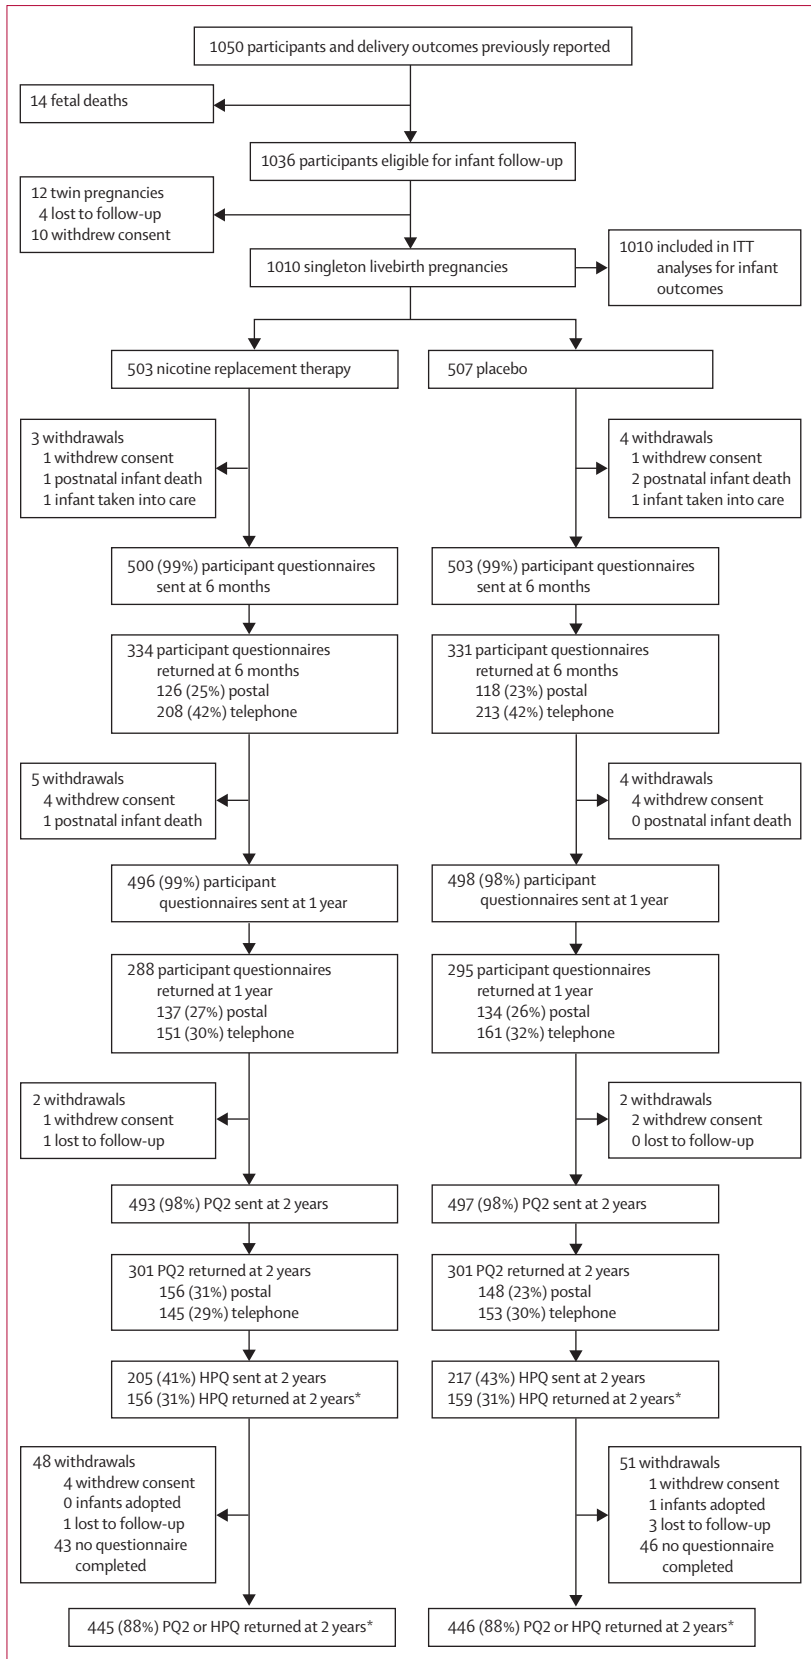 1050 participants and delivery outcomes previously reported
14 fetal deaths
1036 participants eligible for infant follow-up
12 twin pregnancies
4 lost to follow-up
10 withdrew consent
1010 singleton livebirth pregnancies
1010 included in ITT
analyses for infant
outcomes
503 nicotine replacement therapy
507 placebo
3 withdrawals
1 withdrew consent
1 postnatal infant death
1 infant taken into care
4 withdrawals
1 withdrew consent
2 postnatal infant death
1 infant taken into care
500 (99%) participant questionnaires
sent at 6 months
503 (99%) participant questionnaires
sent at 6 months
334 participant questionnaires
returned at 6 months
126 (25%) postal
208 (42%) telephone
331 participant questionnaires
returned at 6 months
118 (23%) postal
213 (42%) telephone
5 withdrawals
4 withdrew consent
1 postnatal infant death
4 withdrawals
4 withdrew consent
0 postnatal infant death
496 (99%) participant
questionnaires sent at 1 year
498 (98%) participant
questionnaires sent at 1 year
288 participant questionnaires
returned at 1 year
137 (27%) postal
151 (30%) telephone
295 participant questionnaires
returned at 1 year
134 (26%) postal
161 (32%) telephone
2 withdrawals
1 withdrew consent
1 lost to follow-up
2 withdrawals
2 withdrew consent
0 lost to follow-up
493 (98%) PQ2 sent at 2 years
497 (98%) PQ2 sent at 2 years
301 PQ2 returned at 2 years
156 (31%) postal
145 (29%) telephone
301 PQ2 returned at 2 years
148 (23%) postal
153 (30%) telephone
205 (41%) HPQ sent at 2 years
156 (31%) HPQ returned at 2 years*
217 (43%) HPQ sent at 2 years
159 (31%) HPQ returned at 2 years*
48 withdrawals
4 withdrew consent
0 infants adopted
1 lost to follow-up
43 no questionnaire
completed
51 withdrawals
1 withdrew consent
1 infants adopted
3 lost to follow-up
46 no questionnaire
completed
445 (88%) PQ2 or HPQ returned at 2 years*
446 (88%) PQ2 or HPQ returned at 2 years*